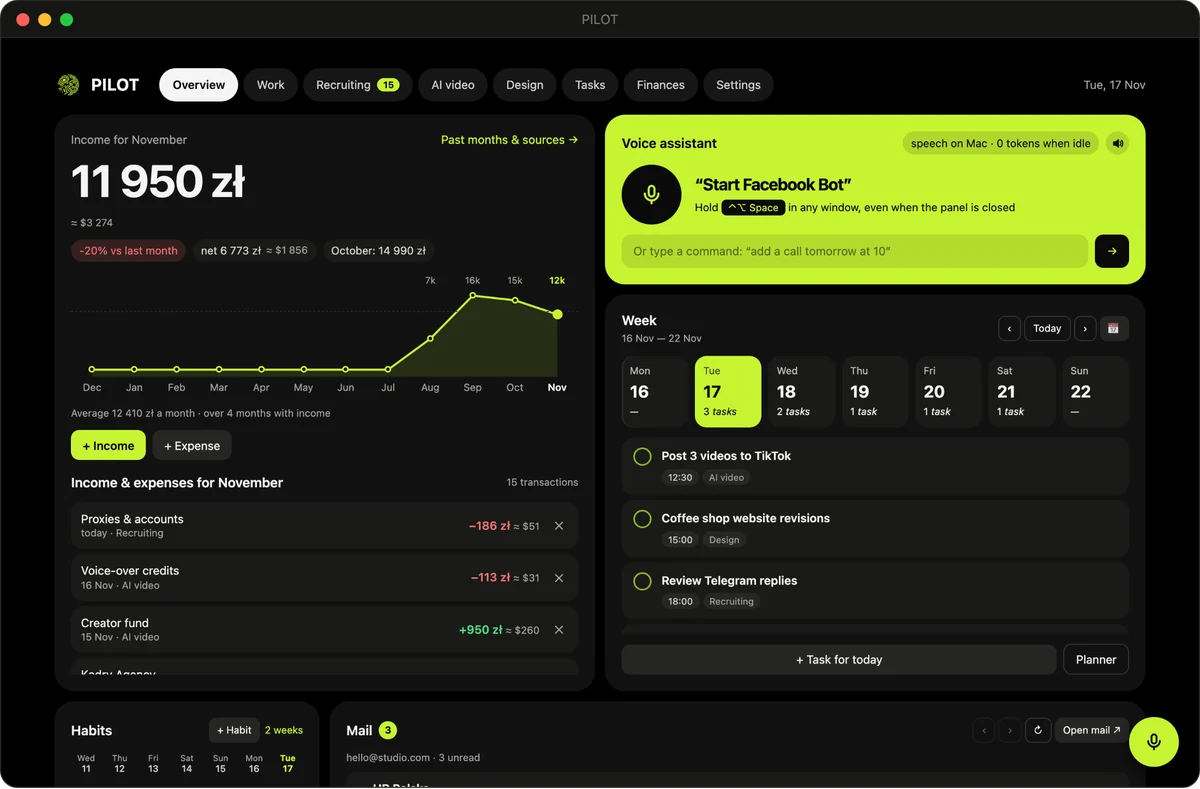 PILOT
PILOT
Overview
Work
Recruiting 15
AI video
Design
Tasks
Finances
Settings
Tue, 17 Nov
Income for November
Past months & sources →
11 950 zł
≈ $3 274
-20% vs last month
net 6 773 zł ≈ $1 856
October: 14 990 zł
7k 16k 15k 12k
Dec Jan Feb Mar Apr May Jun Jul Aug Sep Oct Nov
Average 12 410 zł a month · over 4 months with income
+ Income
+ Expense
Income & expenses for November
15 transactions
Proxies & accounts
today · Recruiting
−186 zł ≈ $51
Voice-over credits
16 Nov · AI video
−113 zł ≈ $31
Creator fund
15 Nov · AI video
+950 zł ≈ $260
Kadry Agency
Voice assistant
speech on Mac · 0 tokens when idle
“Start Facebook Bot”
Hold ^⌥ Space in any window, even when the panel is closed
Or type a command: “add a call tomorrow at 10”
→
Week
16 Nov — 22 Nov
‹ Today ›
Mon 16 —
Tue 17 3 tasks
Wed 18 2 tasks
Thu 19 1 task
Fri 20 1 task
Sat 21 1 task
Sun 22 —
Post 3 videos to TikTok
12:30 AI video
Coffee shop website revisions
15:00 Design
Review Telegram replies
18:00 Recruiting
+ Task for today
Planner
Habits
+ Habit
2 weeks
Wed Thu Fri Sat Sun Mon Tue
11 12 13 14 15 16 17
Mail 3
‹ › ↻ Open mail ↗
hello@studio.com · 3 unread
HR Polska